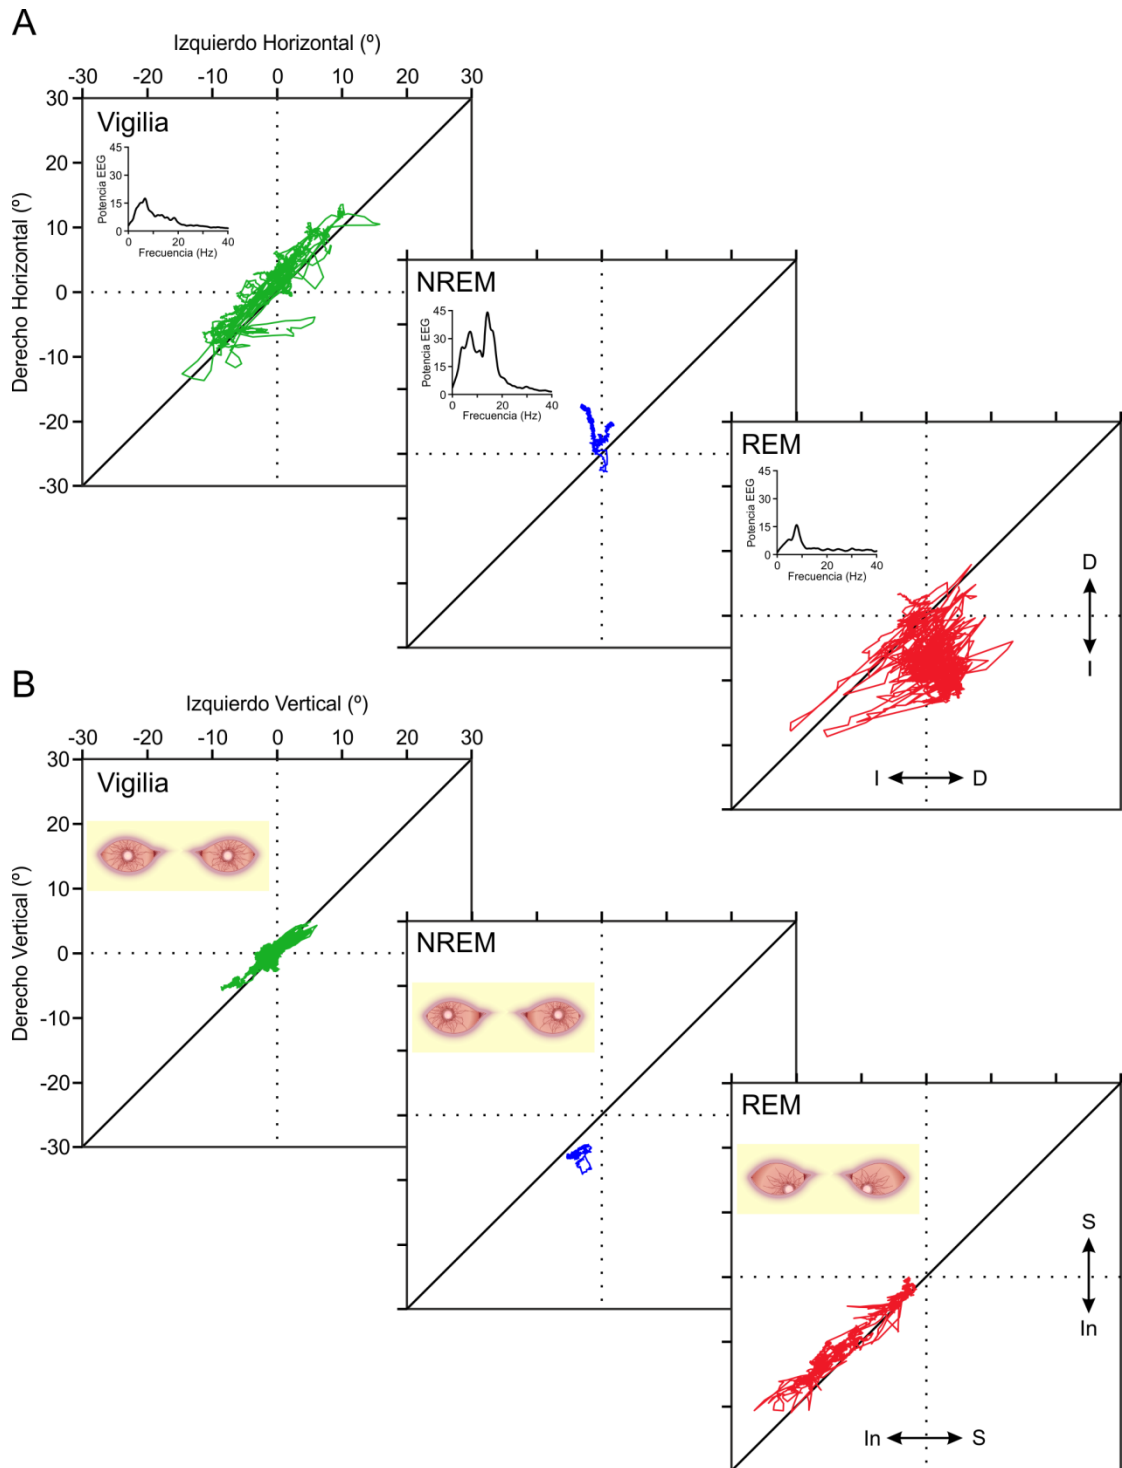 A
Izquierdo Horizontal (º)
-30 -20 -10 0 10 20 30
30
20
10
0
-10
-20
-30
Derecho Horizontal (º)
Vigilia
45
30
15
0
Potencia EEG
0 20 40
Frecuencia (Hz)
NREM
45
30
15
0
Potencia EEG
0 20 40
Frecuencia (Hz)
REM
45
30
15
0
Potencia EEG
0 20 40
Frecuencia (Hz)
D
I
I D
B
Izquierdo Vertical (º)
-30 -20 -10 0 10 20 30
20
10
0
-10
-20
-30
Derecho Vertical (º)
Vigilia
NREM
REM
S
In
In S